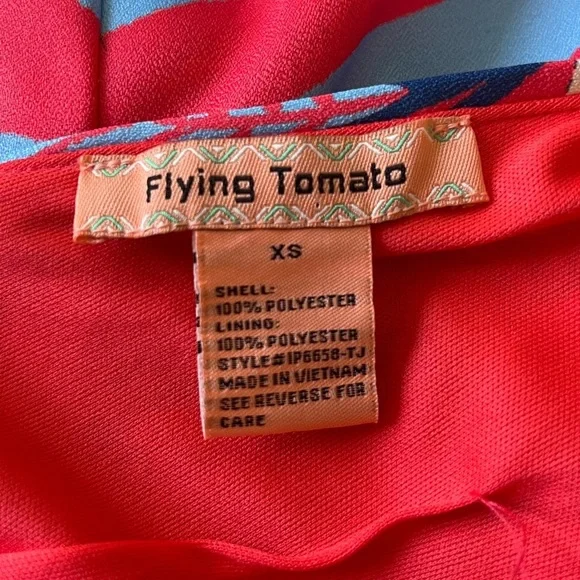 Flying Tomato
XS
SHELL:
100% POLYESTER
LINING:
100% POLYESTER
STYLE# IP6658-TJ
MADE IN VIETNAM
SEE REVERSE FOR
CARE